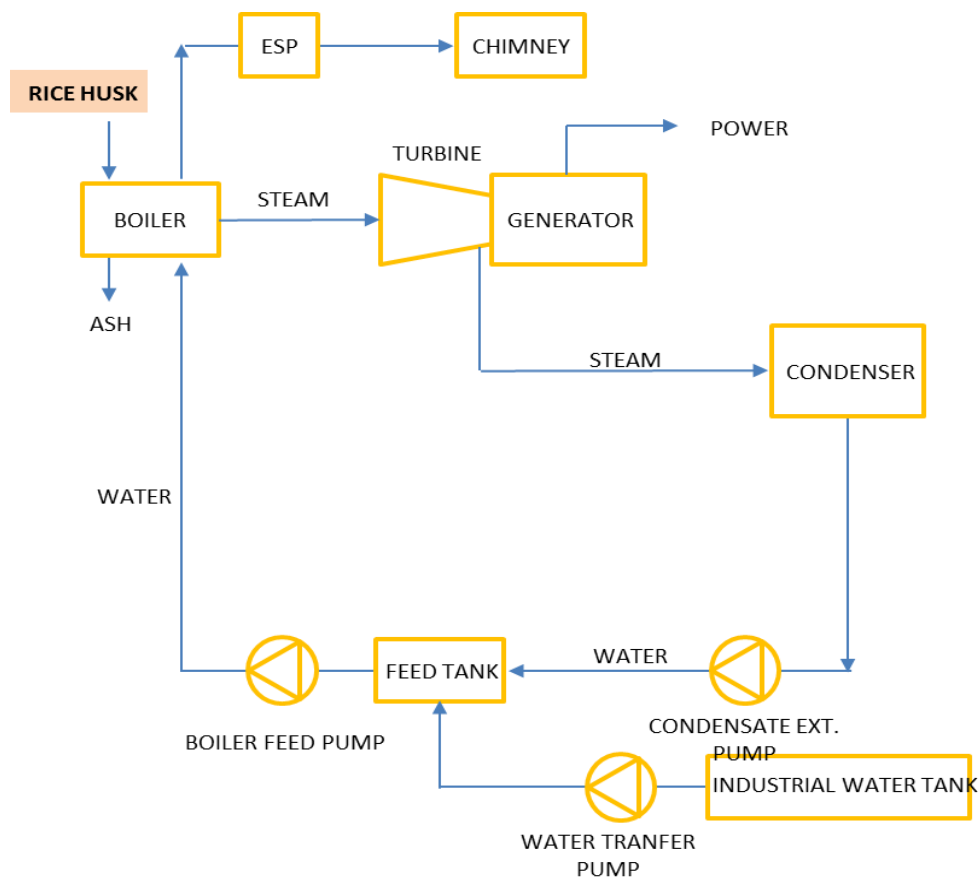 ESP
CHIMNEY
RICE HUSK
POWER
TURBINE
STEAM
BOILER
GENERATOR
ASH
STEAM
CONDENSER
WATER
WATER
FEED TANK
BOILER FEED PUMP
CONDENSATE EXT.
PUMP
INDUSTRIAL WATER TANK
WATER TRANFER
PUMP